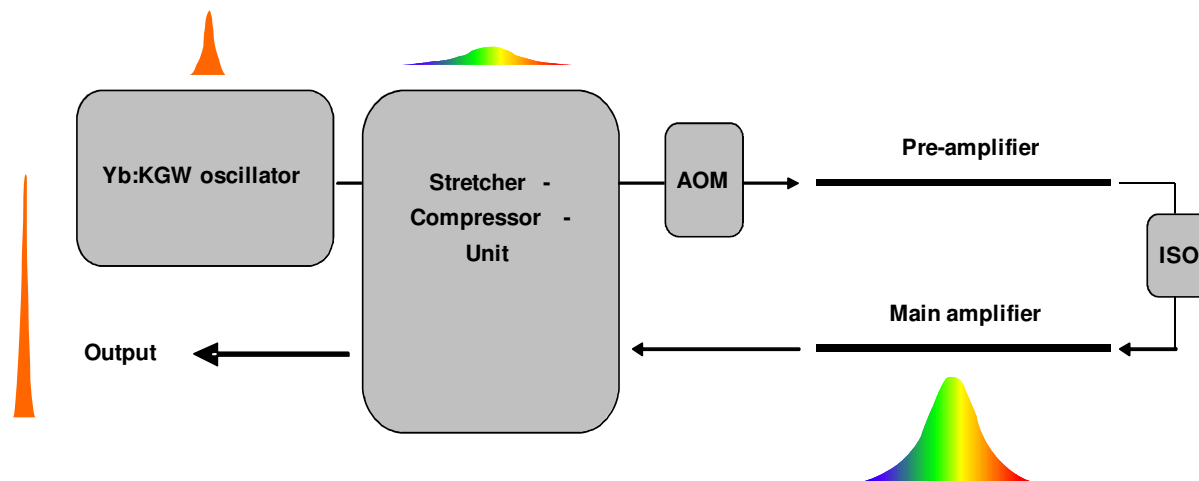 Yb:KGW oscillator
Stretcher -
Compressor -
Unit
AOM
Pre-amplifier
ISO
Main amplifier
Output